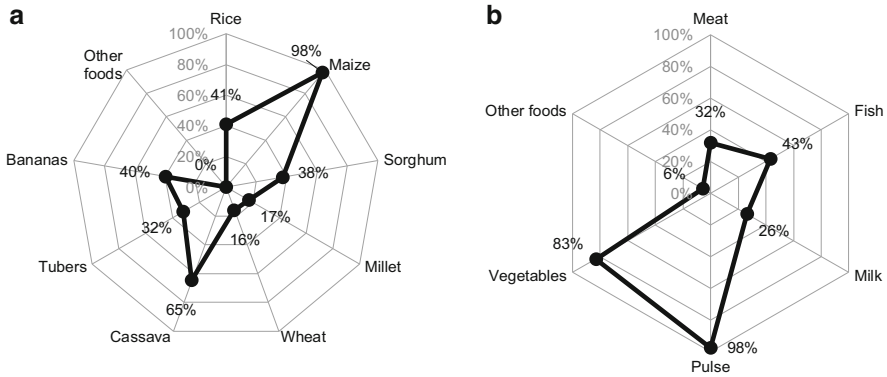 a
Rice
100%
98%
Maize
Other
foods
80%
60%
41%
40%
Bananas
20%
0%
Sorghum
40%
38%
0%
32%
17%
16%
Tubers
Millet
65%
Cassava
Wheat
b
Meat
100%
80%
60%
Other foods
32%
Fish
40%
43%
20%
6%
0%
26%
83%
Vegetables
Milk
98%
Pulse